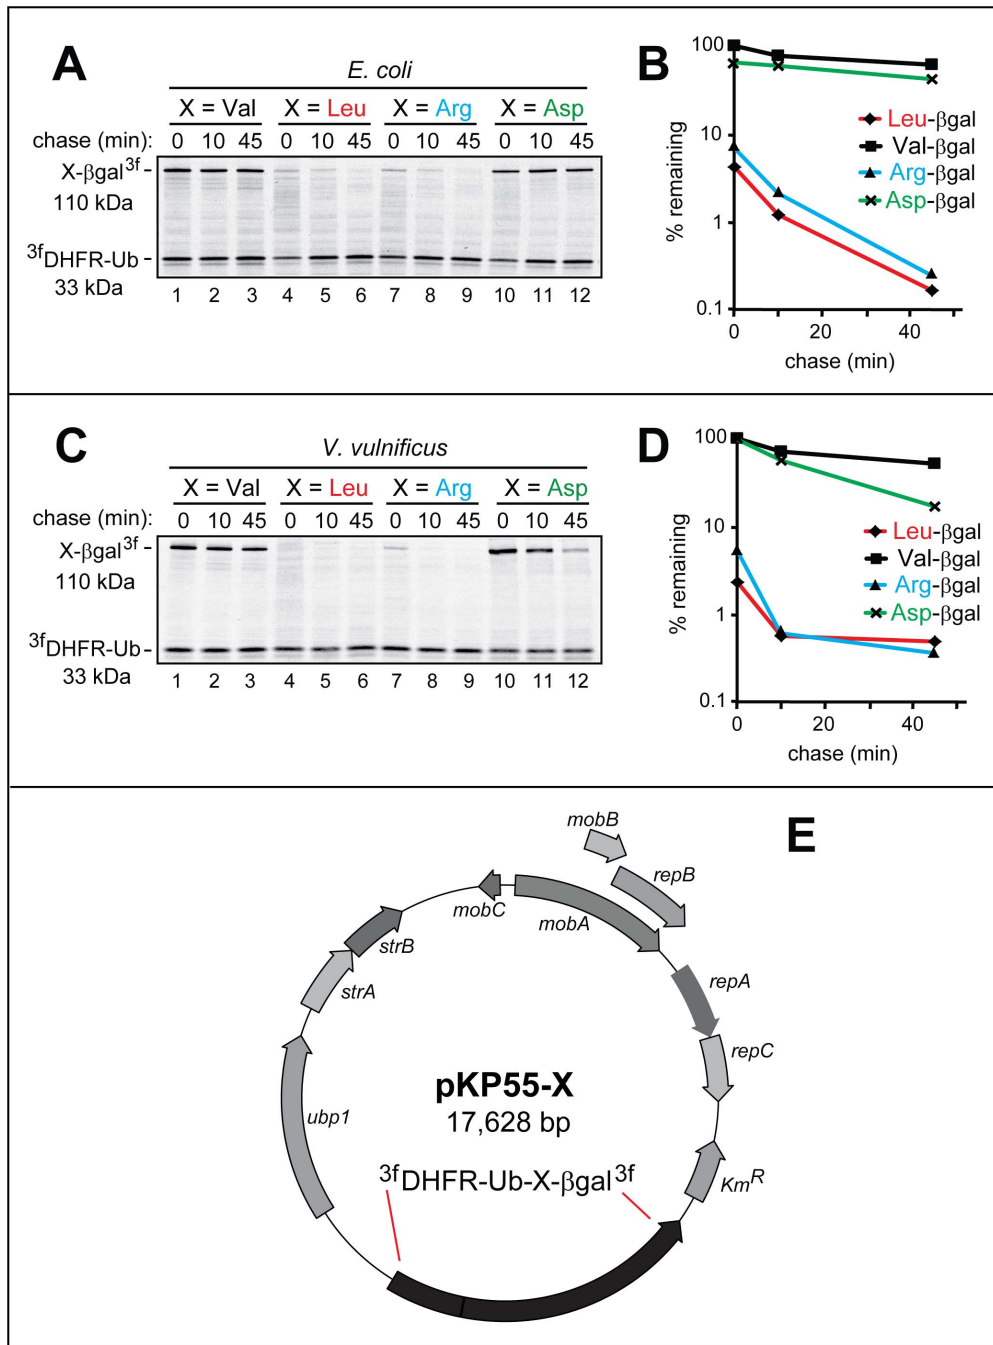 A
E. coli
X = Val X = Leu X = Arg X = Asp
chase (min): 0 10 45 0 10 45 0 10 45 0 10 45
X-βgal3f
110 kDa
3fDHFR-Ub
33 kDa
1 2 3 4 5 6 7 8 9 10 11 12
B
% remaining
100
10
1
0.1
0 20 40
chase (min)
Leu-βgal
Val-βgal
Arg-βgal
Asp-βgal
C
V. vulnificus
X = Val X = Leu X = Arg X = Asp
chase (min): 0 10 45 0 10 45 0 10 45 0 10 45
X-βgal3f
110 kDa
3fDHFR-Ub
33 kDa
1 2 3 4 5 6 7 8 9 10 11 12
D
% remaining
100
10
1
0.1
0 20 40
chase (min)
Leu-βgal
Val-βgal
Arg-βgal
Asp-βgal
E
mobB
repB
mobC
mobA
strB
strA
repA
repC
ubp1
pKP55-X
17,628 bp
3fDHFR-Ub-X-βgal3f
KmR